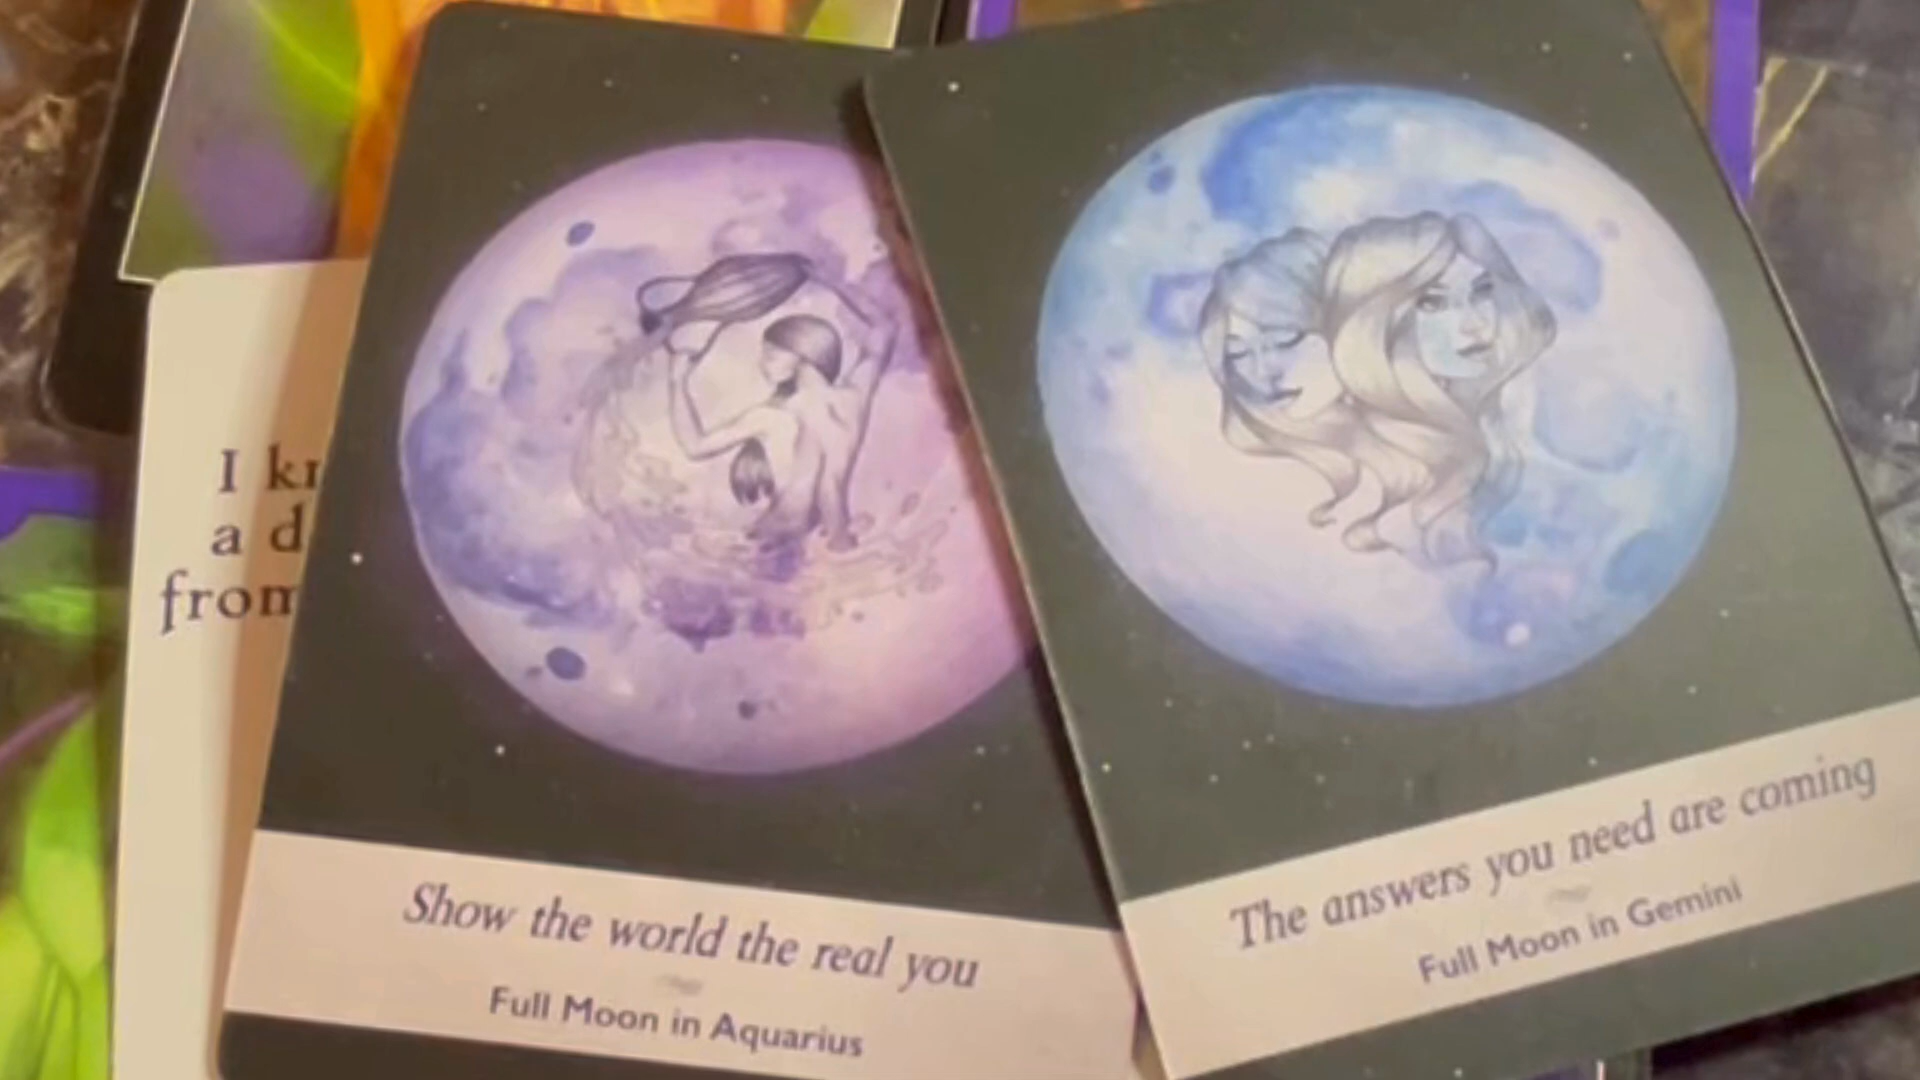 I
a
from
Show the world the real you
Full Moon in Aquarius
The answers you need are coming
Full Moon in Gemini